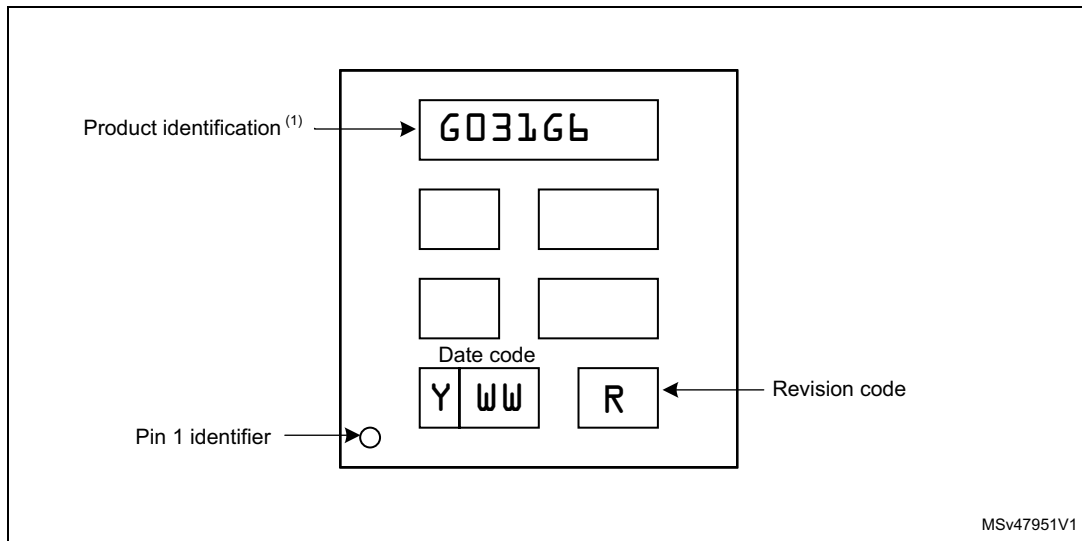 Product identification (1)
G031G6
Date code
Y WW
R
Revision code
Pin 1 identifier
MSv47951V1